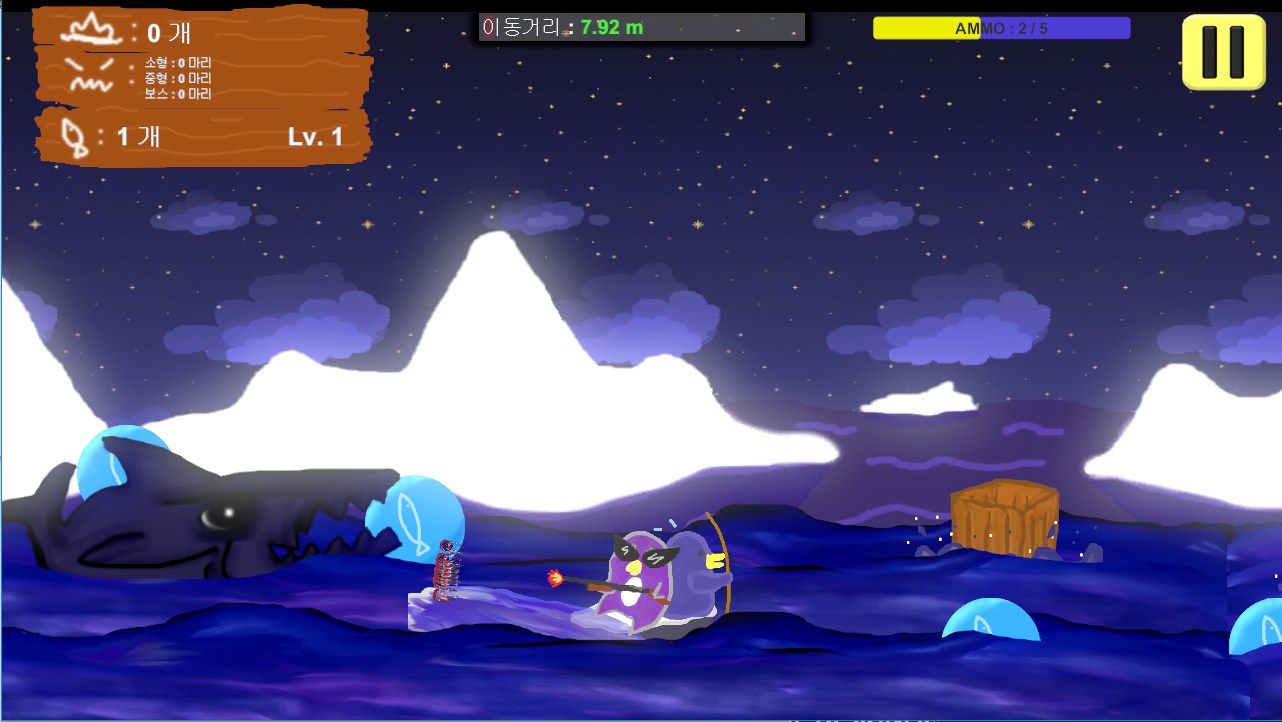 : 0 개
이동거리 : 7.92 m
AMMO : 2 / 5
: 소형 : 0 마리
중형 : 0 마리
보스 : 0 마리
: 1 개 Lv. 1